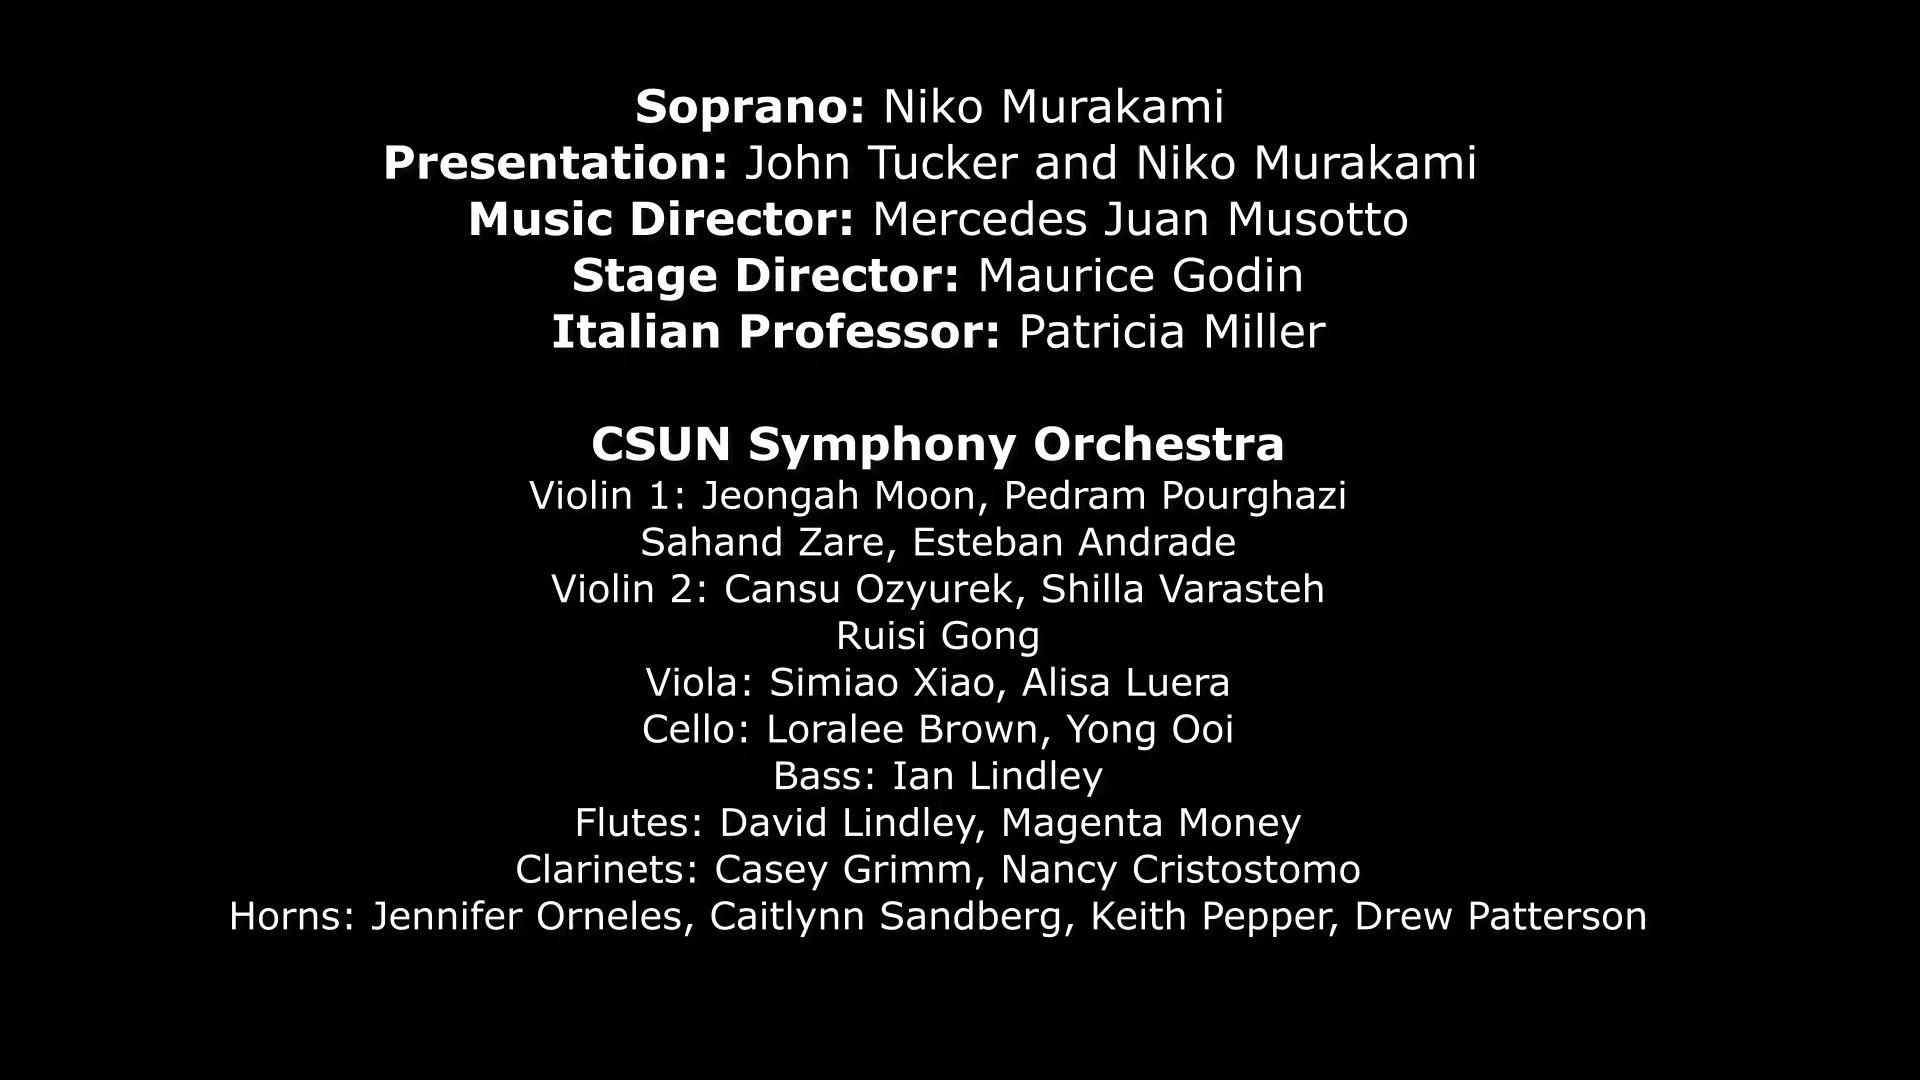 Soprano: Niko Murakami
Presentation: John Tucker and Niko Murakami
Music Director: Mercedes Juan Musotto
Stage Director: Maurice Godin
Italian Professor: Patricia Miller
CSUN Symphony Orchestra
Violin 1: Jeongah Moon, Pedram Pourghazi
Sahand Zare, Esteban Andrade
Violin 2: Cansu Ozyurek, Shilla Varasteh
Ruisi Gong
Viola: Simiao Xiao, Alisa Luera
Cello: Loralee Brown, Yong Ooi
Bass: Ian Lindley
Flutes: David Lindley, Magenta Money
Clarinets: Casey Grimm, Nancy Cristostomo
Horns: Jennifer Orneles, Caitlynn Sandberg, Keith Pepper, Drew Patterson